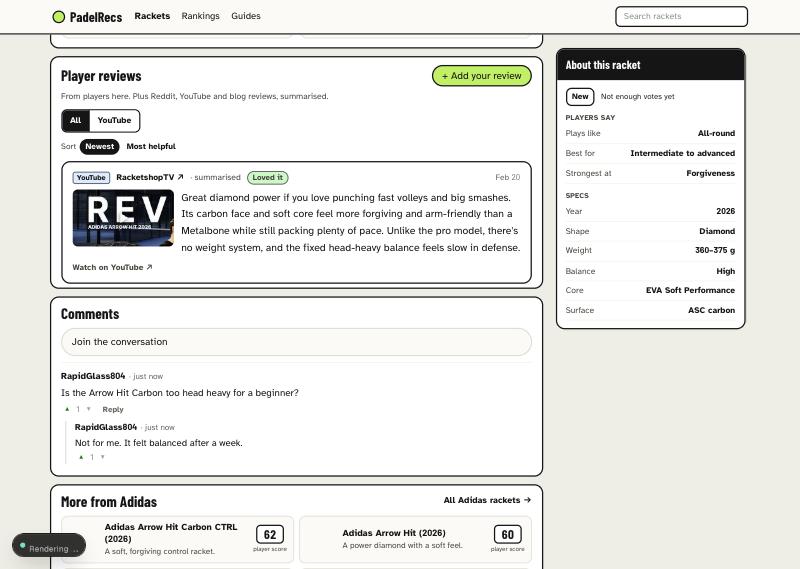 PadelRecs Rackets Rankings Guides Search rackets
Player reviews
+ Add your review
From players here. Plus Reddit, YouTube and blog reviews, summarised.
All YouTube
Sort Newest Most helpful
YouTube RacketshopTV ↗ · summarised Loved it Feb 20
REV
ADIDAS ARROW HIT 2026
Great diamond power if you love punching fast volleys and big smashes.
Its carbon face and soft core feel more forgiving and arm-friendly than a
Metalbone while still packing plenty of pace. Unlike the pro model, there's
no weight system, and the fixed head-heavy balance feels slow in defense.
Watch on YouTube ↗
Comments
Join the conversation
RapidGlass804 · just now
Is the Arrow Hit Carbon too head heavy for a beginner?
▲ 1 ▼ Reply
RapidGlass804 · just now
Not for me. It felt balanced after a week.
▲ 1 ▼
More from Adidas
All Adidas rackets →
Adidas Arrow Hit Carbon CTRL
(2026)
A soft, forgiving control racket.
62
player score
Adidas Arrow Hit (2026)
A power diamond with a soft feel.
60
player score
About this racket
New Not enough votes yet
PLAYERS SAY
Plays like All-round
Best for Intermediate to advanced
Strongest at Forgiveness
SPECS
Year 2026
Shape Diamond
Weight 360–375 g
Balance High
Core EVA Soft Performance
Surface ASC carbon
Rendering ...